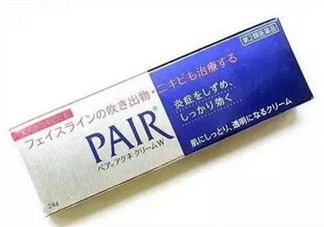 大人のニキビにも
フェイスラインの吹き出物・
ニキビも治療する
第2類医薬品
炎症をしずめ、
しっかり効く
PAIR
ペア®アクネクリームW
肌にしっとり、透明になるクリーム
24g